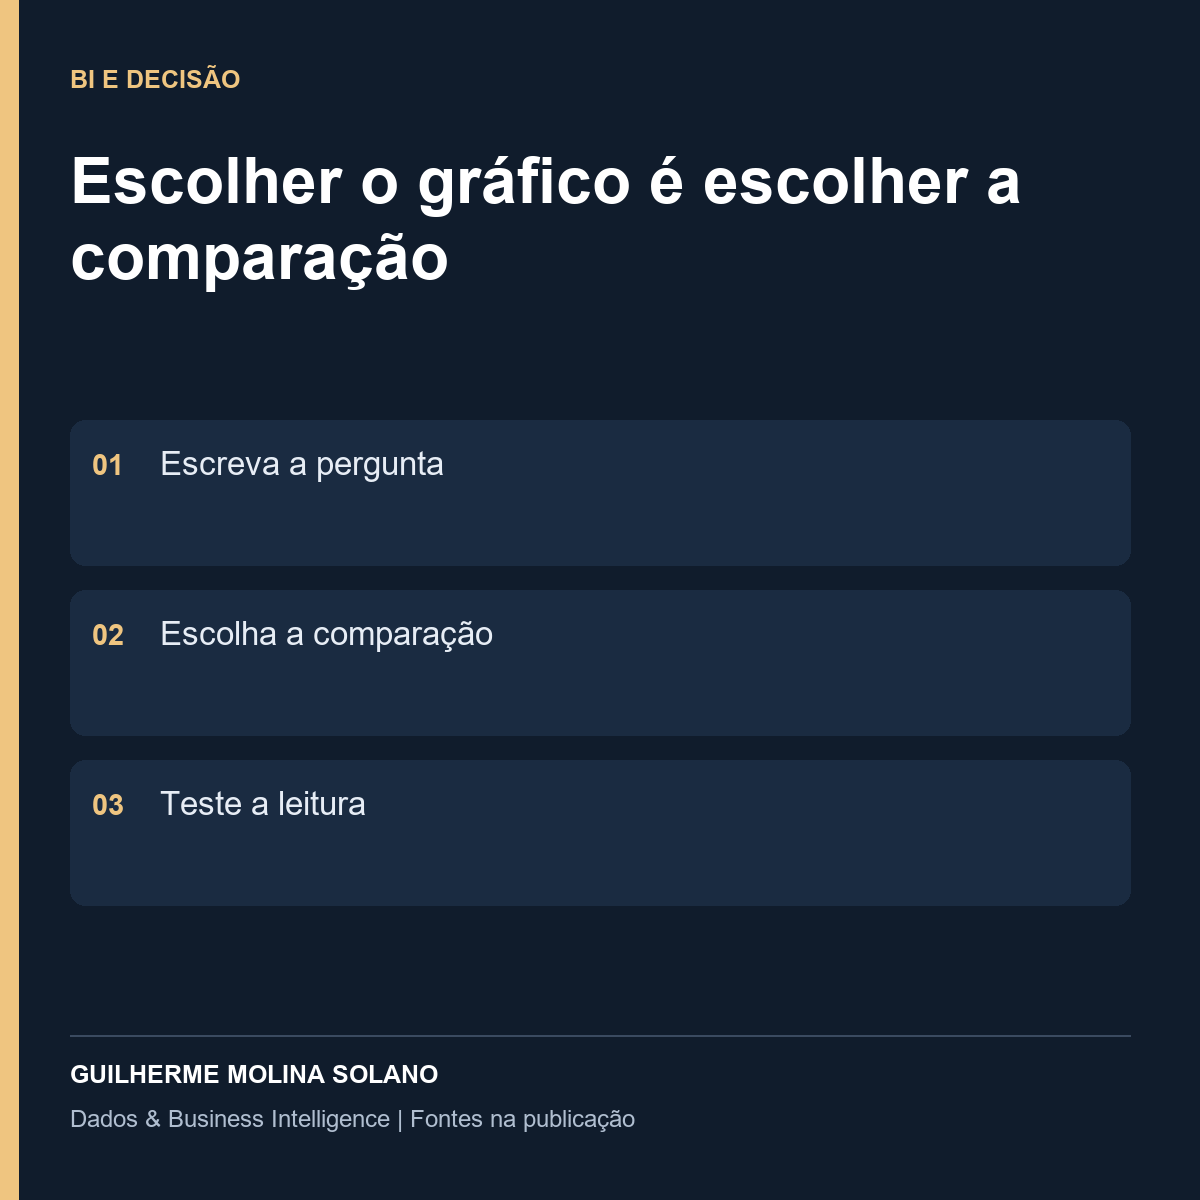 BI E DECISÃO
Escolher o gráfico é escolher a
comparação
01 Escreva a pergunta
02 Escolha a comparação
03 Teste a leitura
GUILHERME MOLINA SOLANO
Dados & Business Intelligence | Fontes na publicação